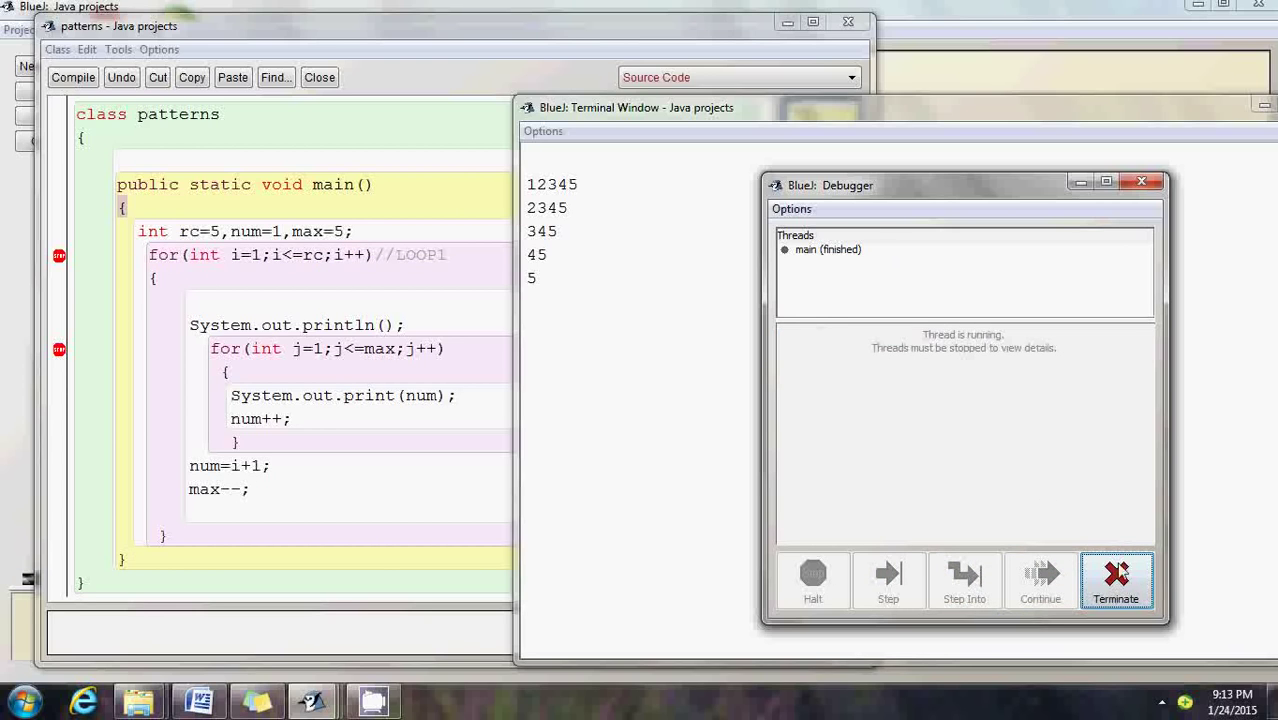 BlueJ: Java projects
patterns - Java projects
Class Edit Tools Options
Compile Undo Cut Copy Paste Find... Close
Source Code
class patterns
{
public static void main()
{
int rc=5,num=1,max=5;
for(int i=1;i<=rc;i++)//LOOP1
{
System.out.println();
for(int j=1;j<=max;j++)
{
System.out.print(num);
num++;
}
num=i+1;
max--;
}
}
}
BlueJ: Terminal Window - Java projects
Options
12345
2345
345
45
5
BlueJ: Debugger
Options
Threads
main (finished)
Thread is running.
Threads must be stopped to view details.
Halt Step Step Into Continue Terminate
9:13 PM
1/24/2015